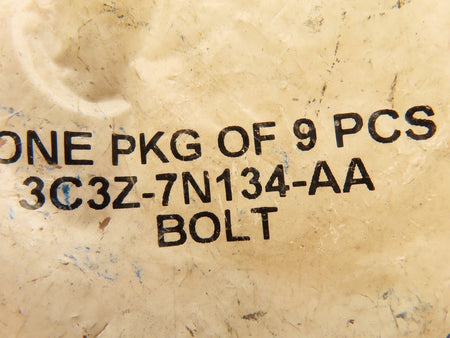 ONE PKG OF 9 PCS
3C3Z-7N134-AA
BOLT